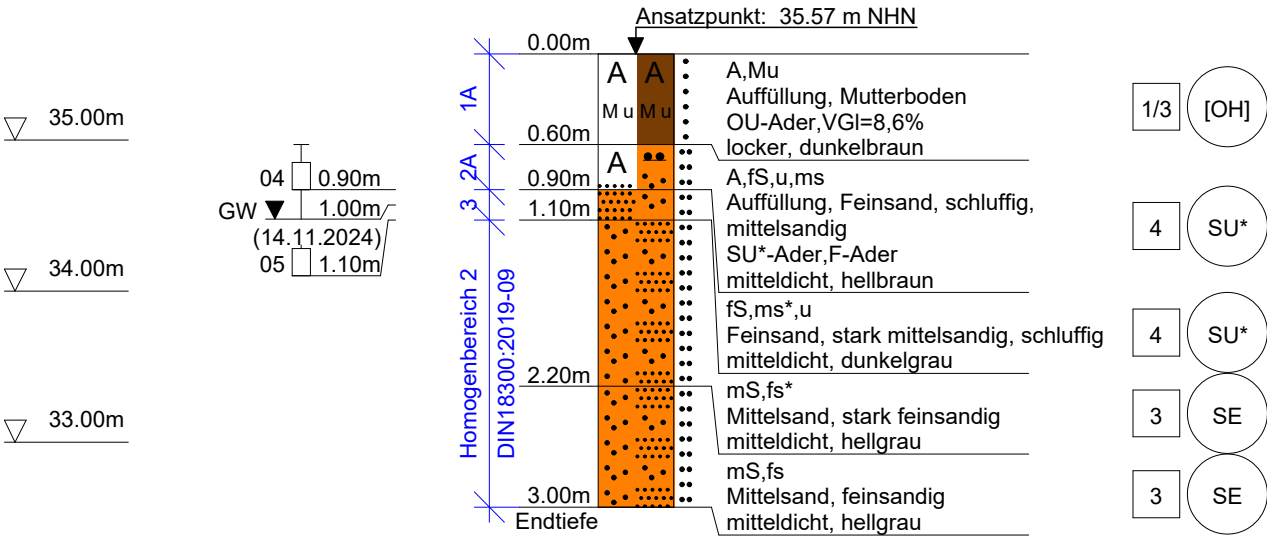 Ansatzpunkt: 35.57 m NHN
0.00m
35.00m
34.00m
33.00m
04 0.90m
GW 1.00m
(14.11.2024)
05 1.10m
1A
2A
3
Homogenbereich 2
DIN18300:2019-09
0.60m
0.90m
1.10m
2.20m
3.00m
Endtiefe
A A
Mu Mu
A
A,Mu
Auffüllung, Mutterboden
OU-Ader,VGl=8,6%
locker, dunkelbraun
1/3 [OH]
A,fS,u,ms
Auffüllung, Feinsand, schluffig,
mittelsandig
SU*-Ader,F-Ader
mitteldicht, hellbraun
4 SU*
fS,ms*,u
Feinsand, stark mittelsandig, schluffig
mitteldicht, dunkelgrau
4 SU*
mS,fs*
Mittelsand, stark feinsandig
mitteldicht, hellgrau
3 SE
mS,fs
Mittelsand, feinsandig
mitteldicht, hellgrau
3 SE